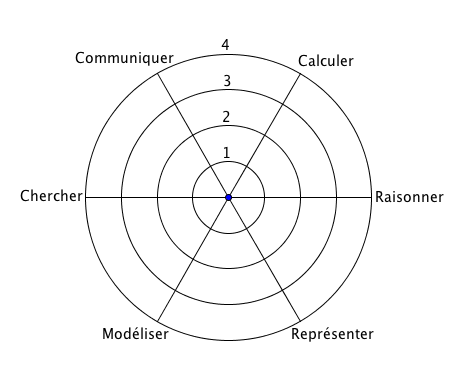 4
Communiquer
Calculer
3
2
1
Chercher
Raisonner
Modéliser
Représenter